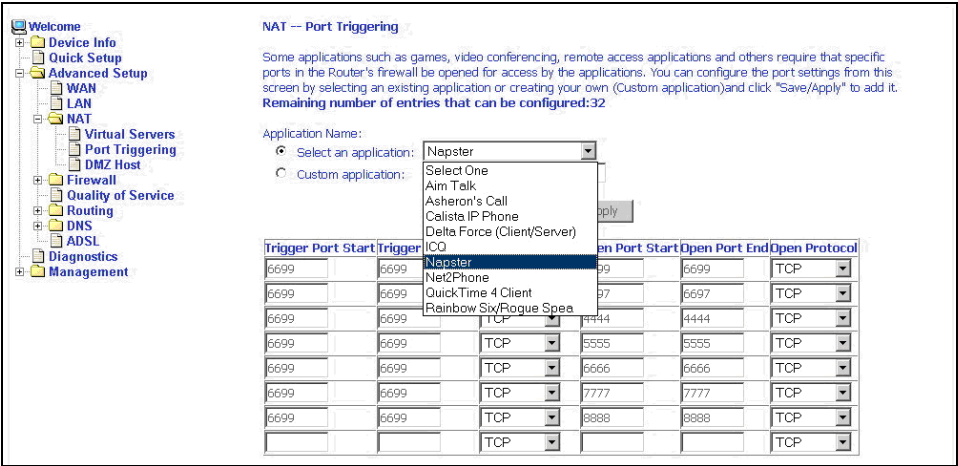 Welcome
Device Info
Quick Setup
Advanced Setup
WAN
LAN
NAT
Virtual Servers
Port Triggering
DMZ Host
Firewall
Quality of Service
Routing
DNS
ADSL
Diagnostics
Management
NAT -- Port Triggering
Some applications such as games, video conferencing, remote access applications and others require that specific
ports in the Router's firewall be opened for access by the applications. You can configure the port settings from this
screen by selecting an existing application or creating your own (Custom application)and click "Save/Apply" to add it.
Remaining number of entries that can be configured:32
Application Name:
Select an application: Napster
Custom application:
Select One
Aim Talk
Asheron's Call
Calista IP Phone
Delta Force (Client/Server)
ICQ
Napster
Net2Phone
QuickTime 4 Client
Rainbow Six/Rogue Spea
pply
Trigger Port Start Trigger en Port Start Open Port End Open Protocol
6699 6699 99 6699 TCP
6699 6699 97 6697 TCP
6699 6699 TCP 4444 4444 TCP
6699 6699 TCP 5555 5555 TCP
6699 6699 TCP 6666 6666 TCP
6699 6699 TCP 7777 7777 TCP
6699 6699 TCP 8888 8888 TCP
TCP TCP